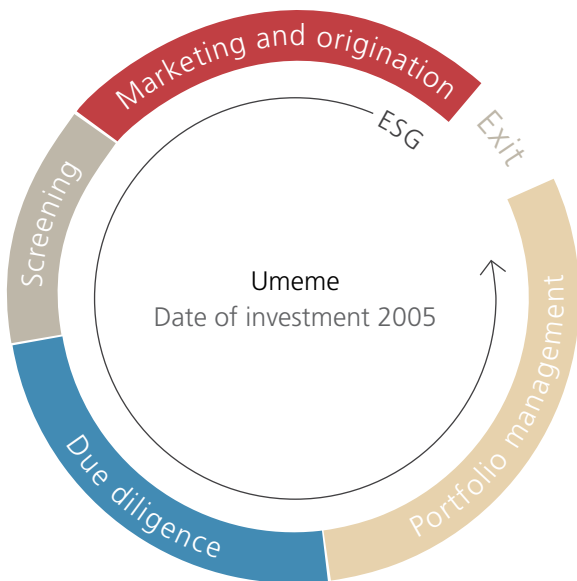 Marketing and origination
ESG
Exit
Screening
Umeme
Date of investment 2005
Due diligence
Portfolio management